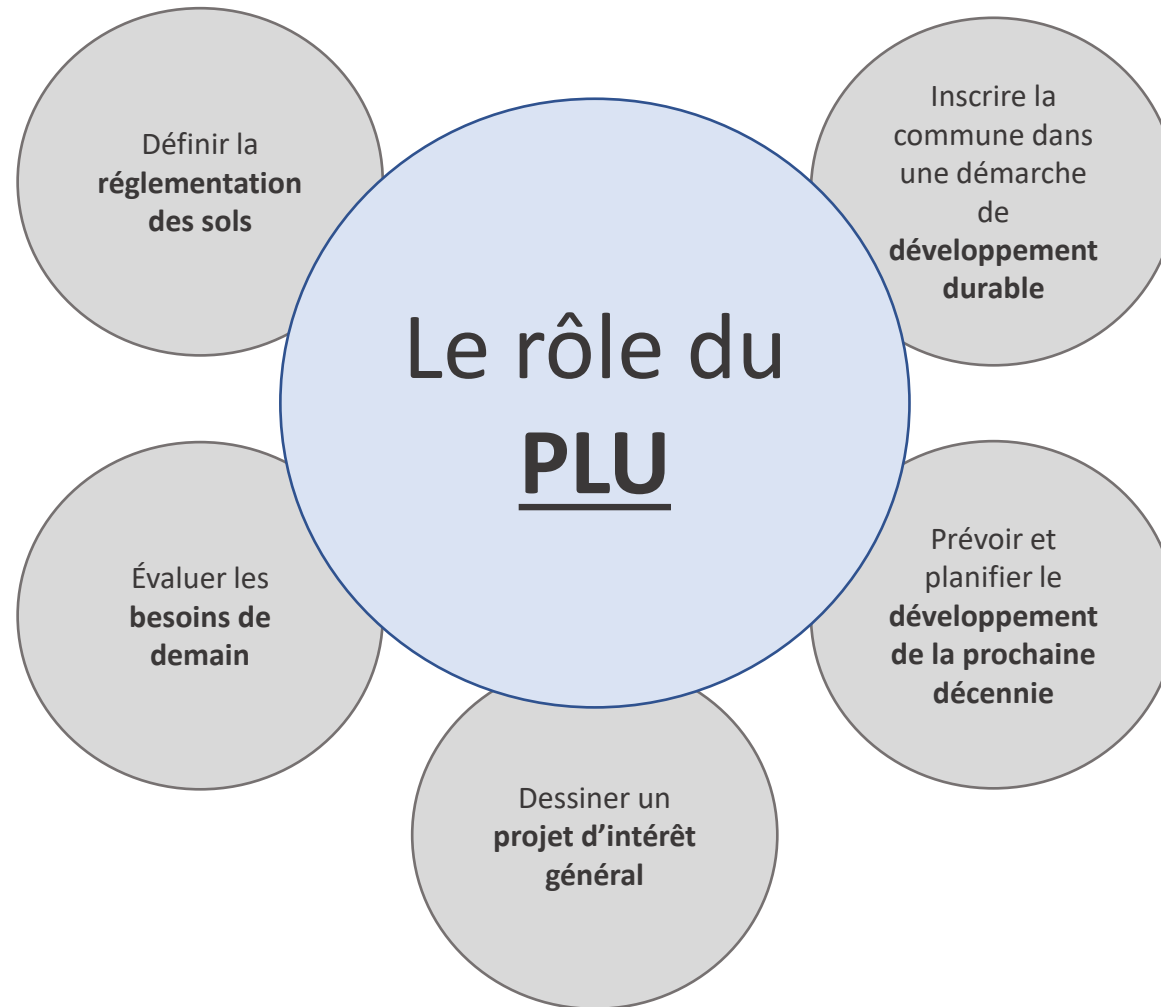 Définir la
réglementation
des sols
Inscrire la
commune dans
une démarche
de
développement
durable
Le rôle du
PLU
Évaluer les
besoins de
demain
Prévoir et
planifier le
développement
de la prochaine
décennie
Dessiner un
projet d’intérêt
général